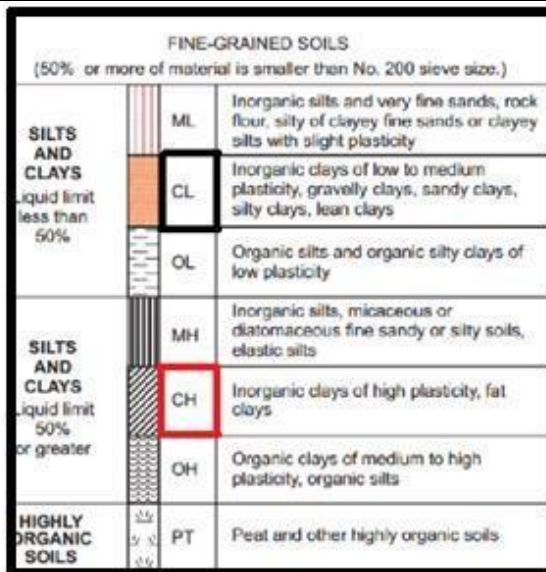 FINE-GRAINED SOILS
(50% or more of material is smaller than No. 200 sieve size.)
SILTS
AND
CLAYS
Liquid limit
less than
50%
ML
Inorganic silts and very fine sands, rock
flour, silty of clayey fine sands or clayey
silts with slight plasticity
CL
Inorganic clays of low to medium
plasticity, gravelly clays, sandy clays,
silty clays, lean clays
OL
Organic silts and organic silty clays of
low plasticity
SILTS
AND
CLAYS
Liquid limit
50%
or greater
MH
Inorganic silts, micaceous or
diatomaceous fine sandy or silty soils,
elastic silts
CH
Inorganic clays of high plasticity, fat
clays
OH
Organic clays of medium to high
plasticity, organic silts
HIGHLY
ORGANIC
SOILS
PT
Peat and other highly organic soils